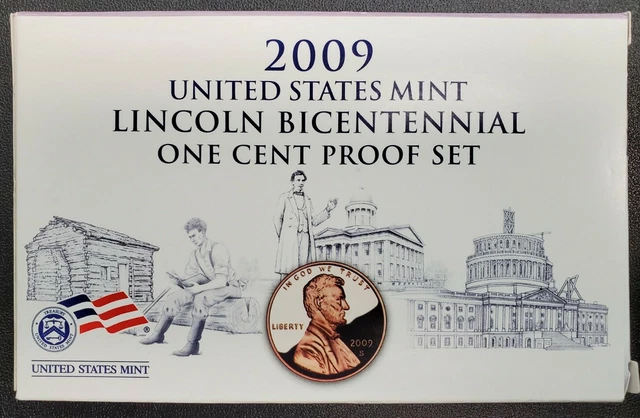 2009
UNITED STATES MINT
LINCOLN BICENTENNIAL
ONE CENT PROOF SET
IN GOD WE TRUST
LIBERTY
2009
S
UNITED STATES MINT